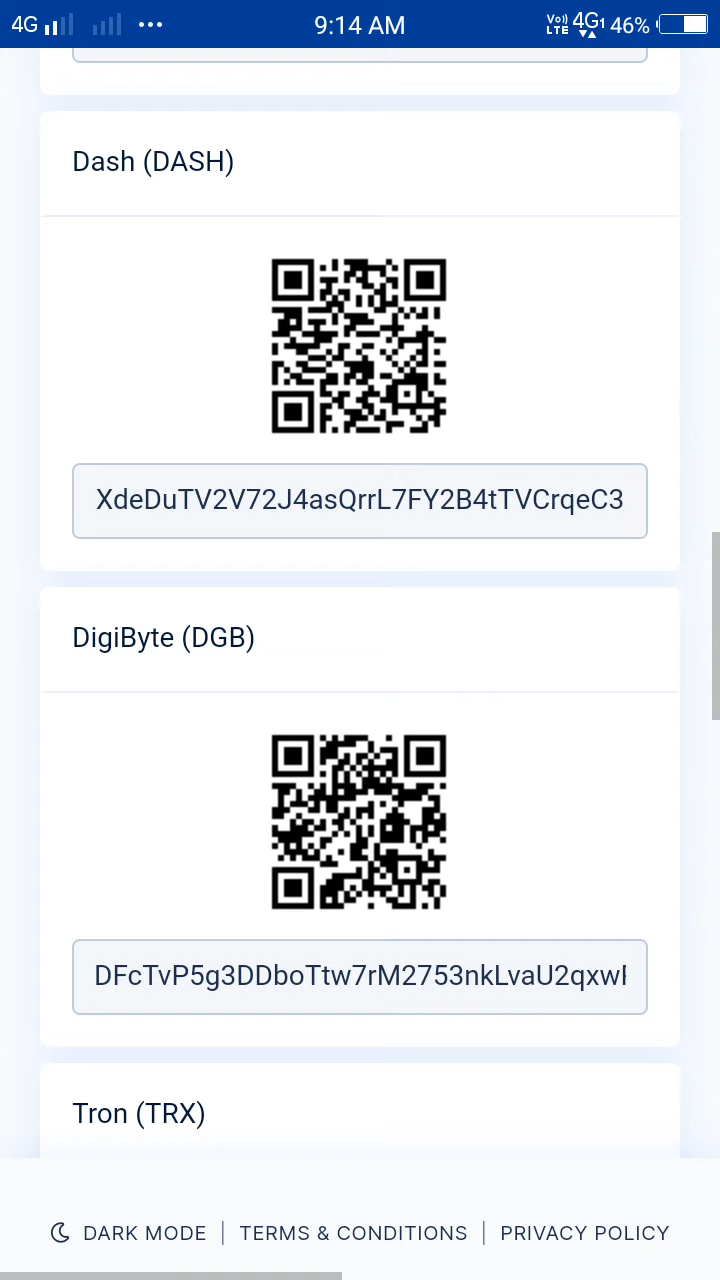 4G 9:14 AM Vo)) LTE 4G1 46%
Dash (DASH)
XdeDuTV2V72J4asQrrL7FY2B4tTVCrqeC3
DigiByte (DGB)
DFcTvP5g3DDboTtw7rM2753nkLvaU2qxw
Tron (TRX)
DARK MODE | TERMS & CONDITIONS | PRIVACY POLICY